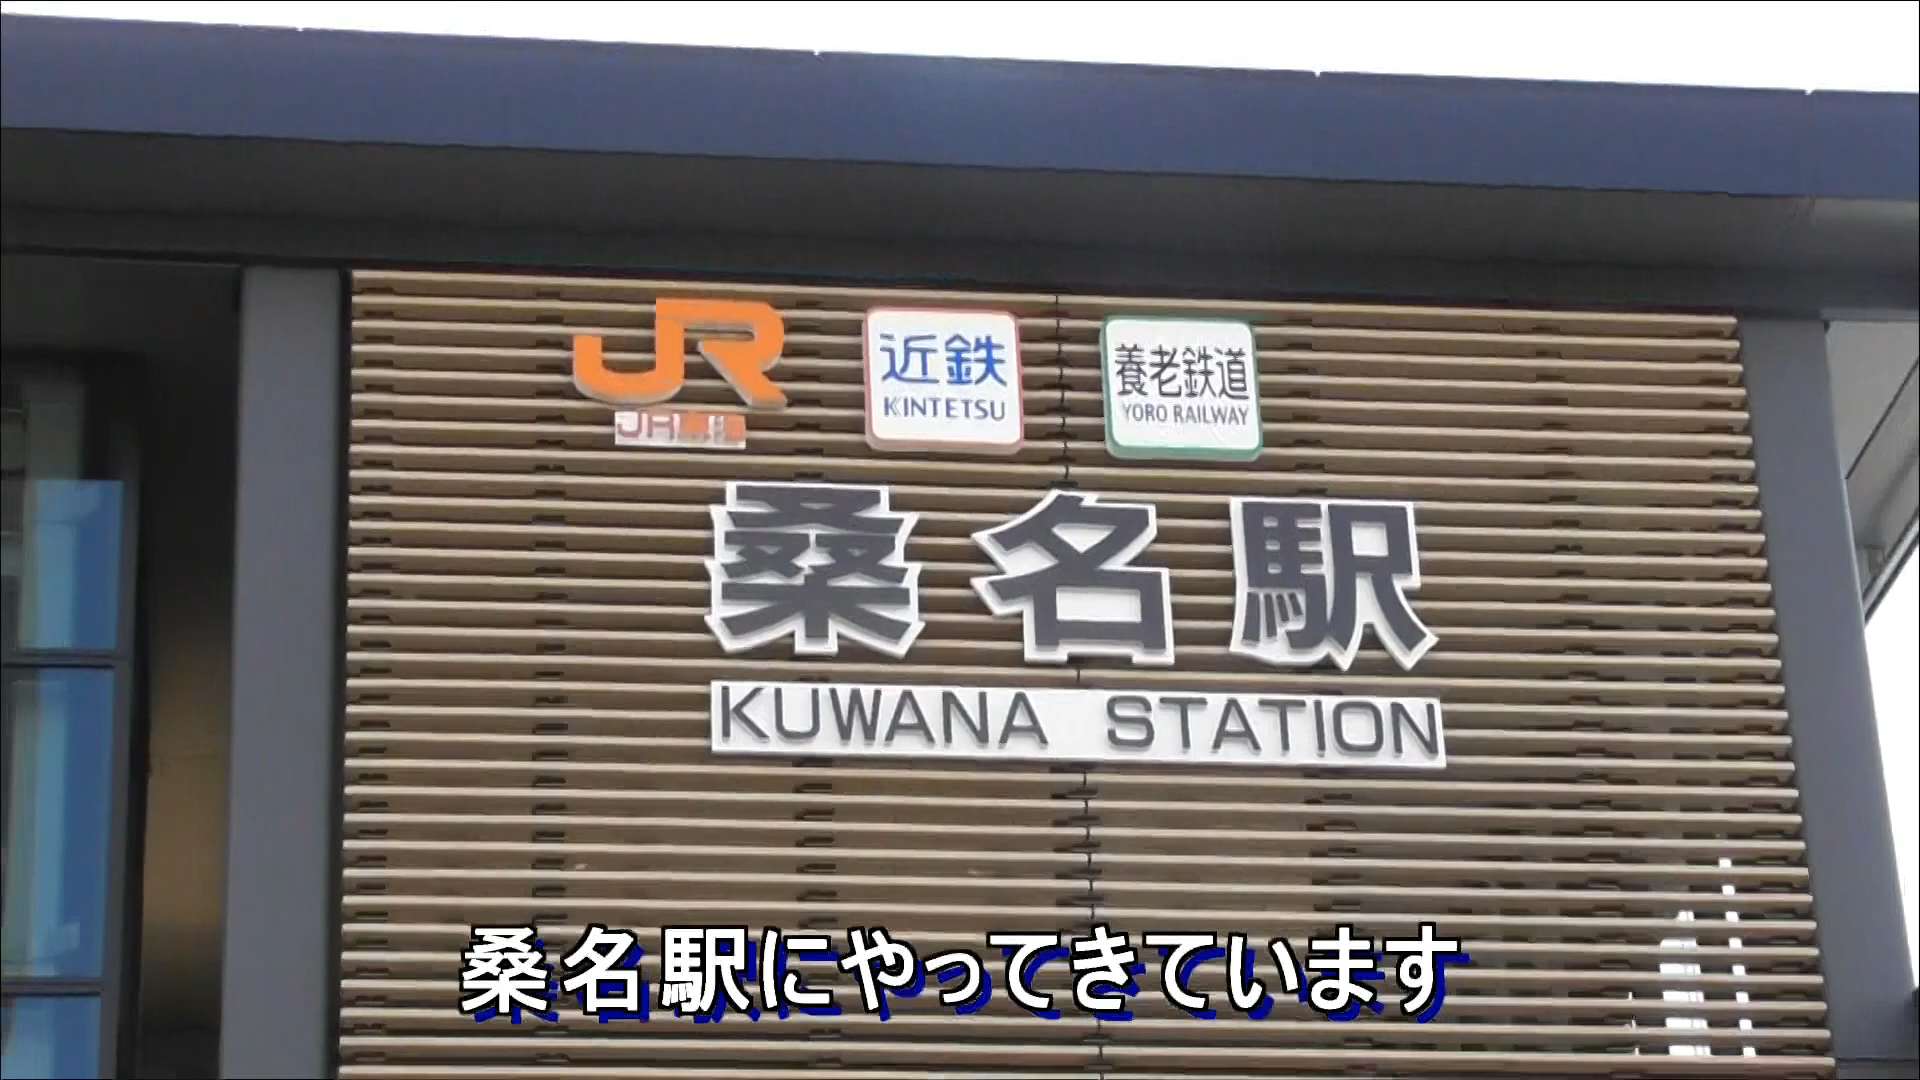 JR
近鉄
KINTETSU
養老鉄道
YORO RAILWAY
桑名駅
KUWANA STATION
桑名駅にやってきています